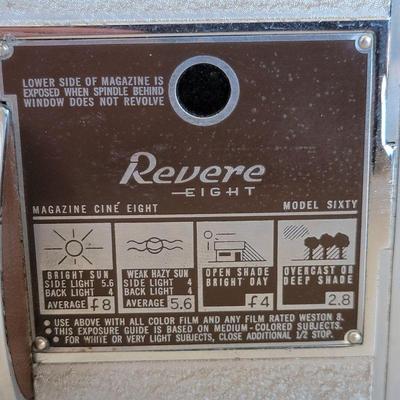 LOWER SIDE OF MAGAZINE IS
EXPOSED WHEN SPINDLE BEHIND
WINDOW DOES NOT REVOLVE
Revere
EIGHT
MAGAZINE CINÉ EIGHT MODEL SIXTY
BRIGHT SUN
SIDE LIGHT 5.6
BACK LIGHT 4
AVERAGE f8
WEAK HAZY SUN
SIDE LIGHT 4
BACK LIGHT 4
AVERAGE 5.6
OPEN SHADE
BRIGHT DAY
f4
OVERCAST OR
DEEP SHADE
2.8
• USE ABOVE WITH ALL COLOR FILM AND ANY FILM RATED WESTON 8.
• THIS EXPOSURE GUIDE IS BASED ON MEDIUM-COLORED SUBJECTS.
• FOR WHITE OR VERY LIGHT SUBJECTS, CLOSE ADDITIONAL 1/2 STOP.